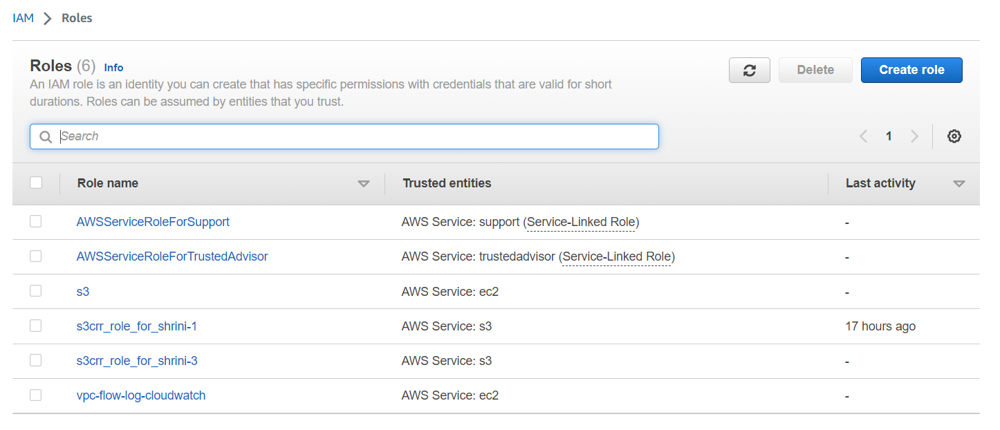 IAM > Roles
Roles (6) Info
Delete
Create role
An IAM role is an identity you can create that has specific permissions with credentials that are valid for short
durations. Roles can be assumed by entities that you trust.
Search
1
Role name Trusted entities Last activity
AWSServiceRoleForSupport AWS Service: support (Service-Linked Role) -
AWSServiceRoleForTrustedAdvisor AWS Service: trustedadvisor (Service-Linked Role) -
s3 AWS Service: ec2 -
s3crr_role_for_shrini-1 AWS Service: s3 17 hours ago
s3crr_role_for_shrini-3 AWS Service: s3 -
vpc-flow-log-cloudwatch AWS Service: ec2 -